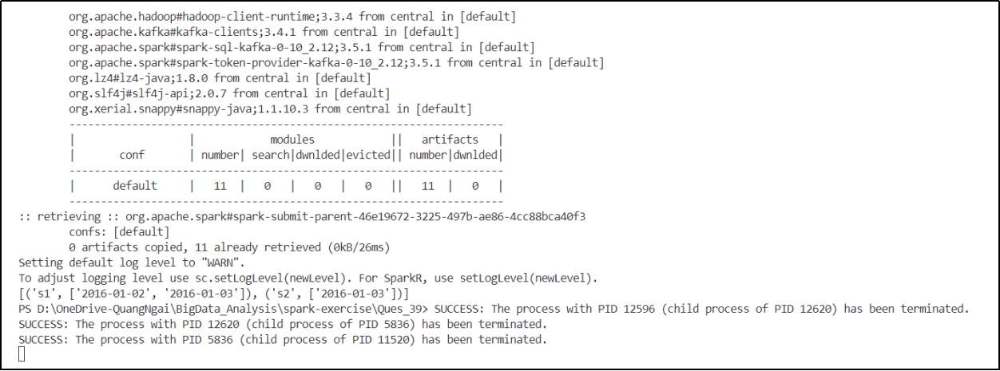 org.apache.hadoop#hadoop-client-runtime;3.3.4 from central in [default]
org.apache.kafka#kafka-clients;3.4.1 from central in [default]
org.apache.spark#spark-sql-kafka-0-10_2.12;3.5.1 from central in [default]
org.apache.spark#spark-token-provider-kafka-0-10_2.12;3.5.1 from central in [default]
org.lz4#lz4-java;1.8.0 from central in [default]
org.slf4j#slf4j-api;2.0.7 from central in [default]
org.xerial.snappy#snappy-java;1.1.10.3 from central in [default]
---------------------------------------------------------------------
|                  |            modules            ||   artifacts   |
|       conf       | number| search|dwnlded|evicted|| number|dwnlded|
---------------------------------------------------------------------
|      default     |   11  |   0   |   0   |   0   ||   11  |   0   |
---------------------------------------------------------------------
:: retrieving :: org.apache.spark#spark-submit-parent-46e19672-3225-497b-ae86-4cc88bca40f3
confs: [default]
0 artifacts copied, 11 already retrieved (0kB/26ms)
Setting default log level to "WARN".
To adjust logging level use sc.setLogLevel(newLevel). For SparkR, use setLogLevel(newLevel).
[('s1', ['2016-01-02', '2016-01-03']), ('s2', ['2016-01-03'])]
PS D:\OneDrive-QuangNgai\BigData_Analysis\spark-exercise\Ques_39> SUCCESS: The process with PID 12596 (child process of PID 12620) has been terminated.
SUCCESS: The process with PID 12620 (child process of PID 5836) has been terminated.
SUCCESS: The process with PID 5836 (child process of PID 11520) has been terminated.